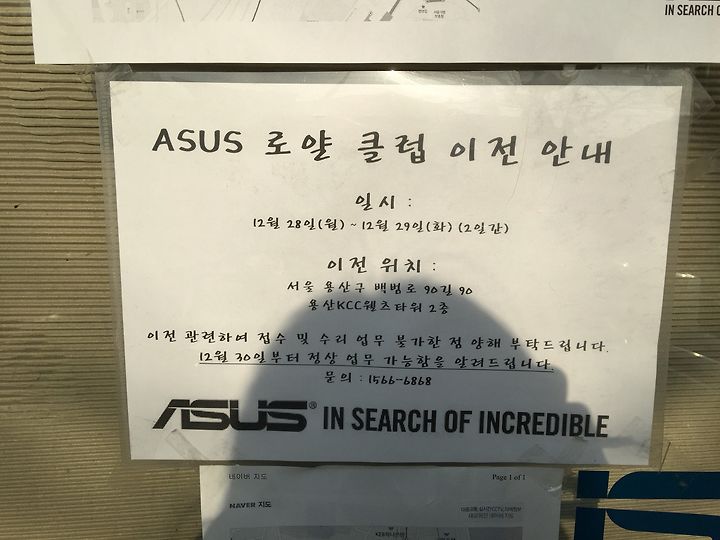 IN SEARCH O
ASUS 로얄 클럽 이전 안내
일시 :
12월 28일(월) ~ 12월 29일(화) (2일간)
이전 위치 :
서울 용산구 백범로 90길 90
용산KCC웰츠타워 2층
이전 관련하여 접수 및 수리 업무 불가한 점 양해 부탁드립니다.
12월 30일부터 정상 업무 가능함을 알려드립니다.
문의 : 1566-6868
ASUS® IN SEARCH OF INCREDIBLE
네이버 지도 Page 1 of 1
NAVER 지도